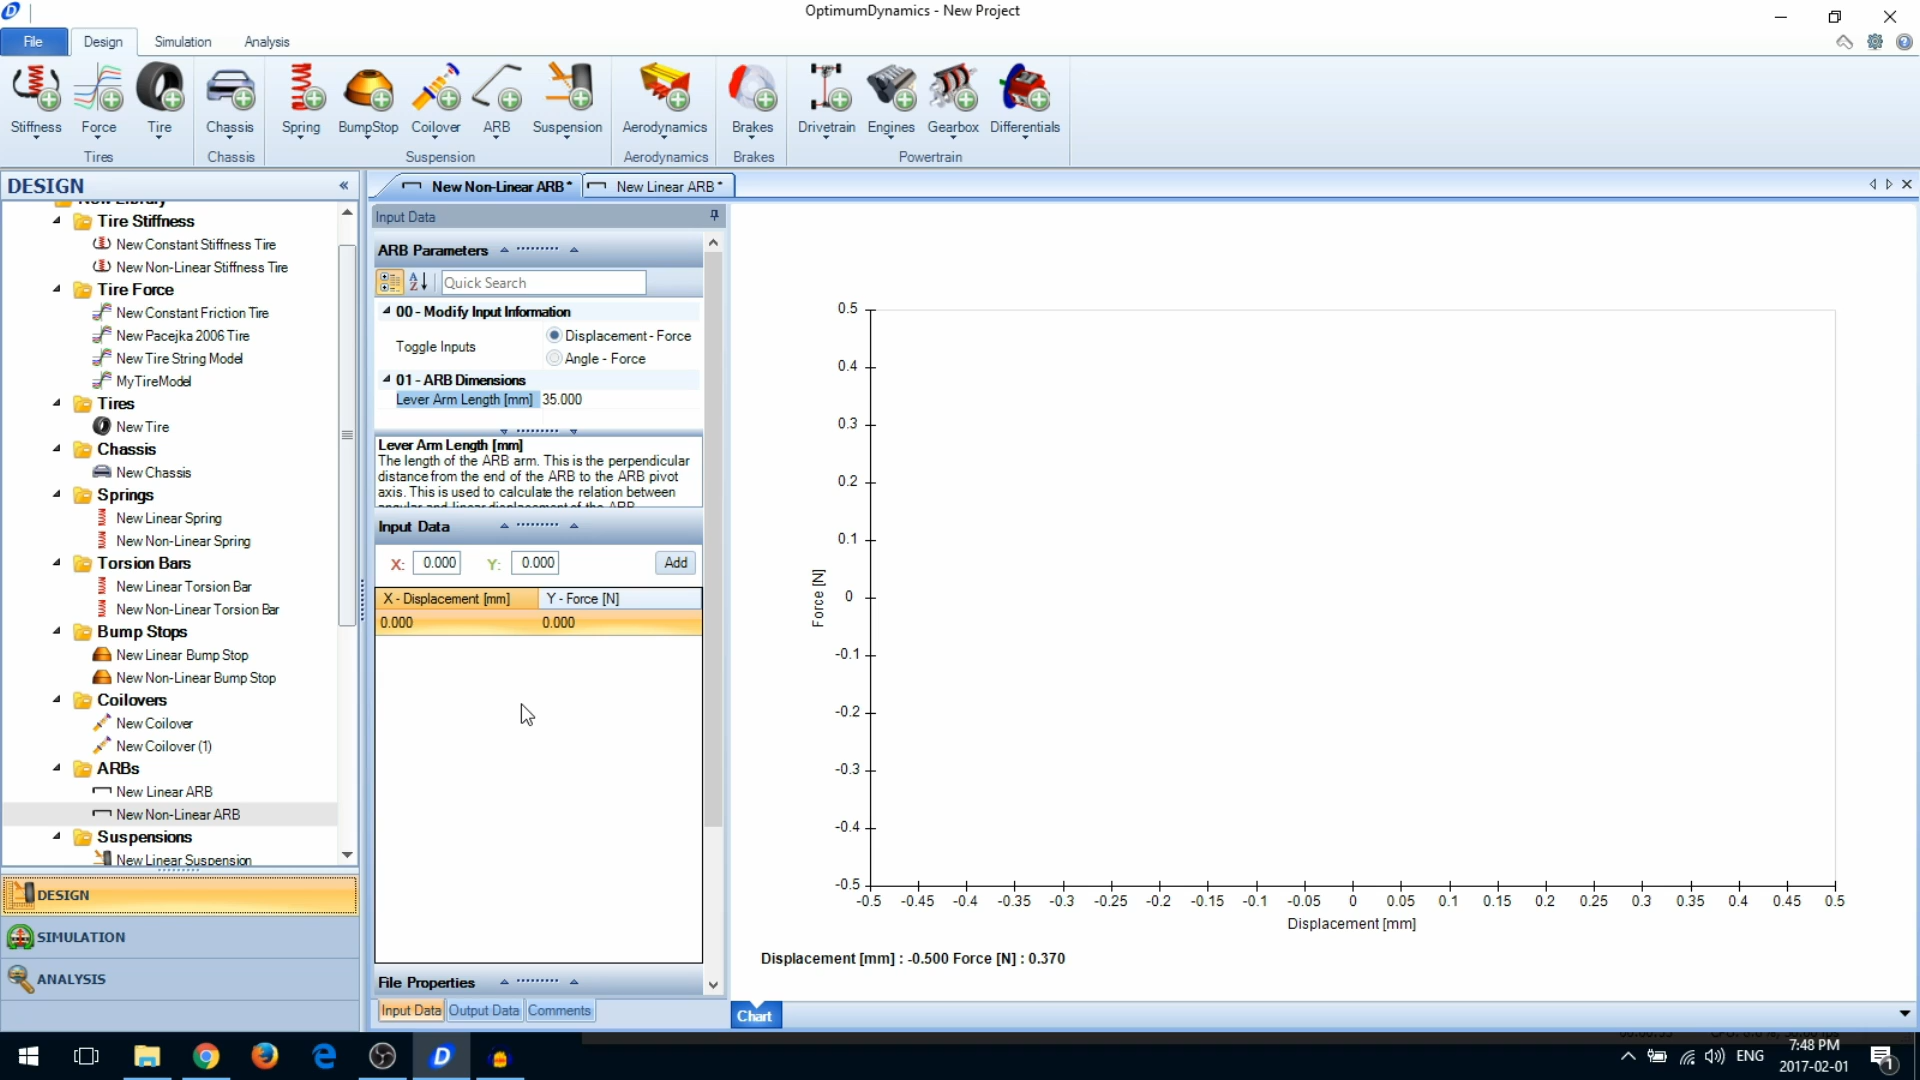 OptimumDynamics - New Project
File
Design
Simulation
Analysis
Stiffness
Force
Tire
Chassis
Spring
BumpStop
Coilover
ARB
Suspension
Aerodynamics
Brakes
Drivetrain
Engines
Gearbox
Differentials
Tires
Chassis
Suspension
Aerodynamics
Brakes
Powertrain
DESIGN
New Library
Tire Stiffness
New Constant Stiffness Tire
New Non-Linear Stiffness Tire
Tire Force
New Constant Friction Tire
New Pacejka 2006 Tire
New Tire String Model
MyTireModel
Tires
New Tire
Chassis
New Chassis
Springs
New Linear Spring
New Non-Linear Spring
Torsion Bars
New Linear Torsion Bar
New Non-Linear Torsion Bar
Bump Stops
New Linear Bump Stop
New Non-Linear Bump Stop
Coilovers
New Coilover
New Coilover (1)
ARBs
New Linear ARB
New Non-Linear ARB
Suspensions
New Linear Suspension
DESIGN
SIMULATION
ANALYSIS
New Non-Linear ARB *
New Linear ARB *
Input Data
ARB Parameters
Quick Search
00 - Modify Input Information
Toggle Inputs
Displacement - Force
Angle - Force
01 - ARB Dimensions
Lever Arm Length [mm] 35.000
Lever Arm Length [mm]
The length of the ARB arm. This is the perpendicular
distance from the end of the ARB to the ARB pivot
axis. This is used to calculate the relation between
angular and linear displacement of the ARB
Input Data
X: 0.000 Y: 0.000 Add
X - Displacement [mm] Y - Force [N]
0.000 0.000
File Properties
Input Data Output Data Comments
0.5
0.4
0.3
0.2
0.1
0
-0.1
-0.2
-0.3
-0.4
-0.5
Force [N]
-0.5 -0.45 -0.4 -0.35 -0.3 -0.25 -0.2 -0.15 -0.1 -0.05 0 0.05 0.1 0.15 0.2 0.25 0.3 0.35 0.4 0.45 0.5
Displacement [mm]
Displacement [mm] : -0.500 Force [N] : 0.370
Chart
ENG
7:48 PM
2017-02-01
1